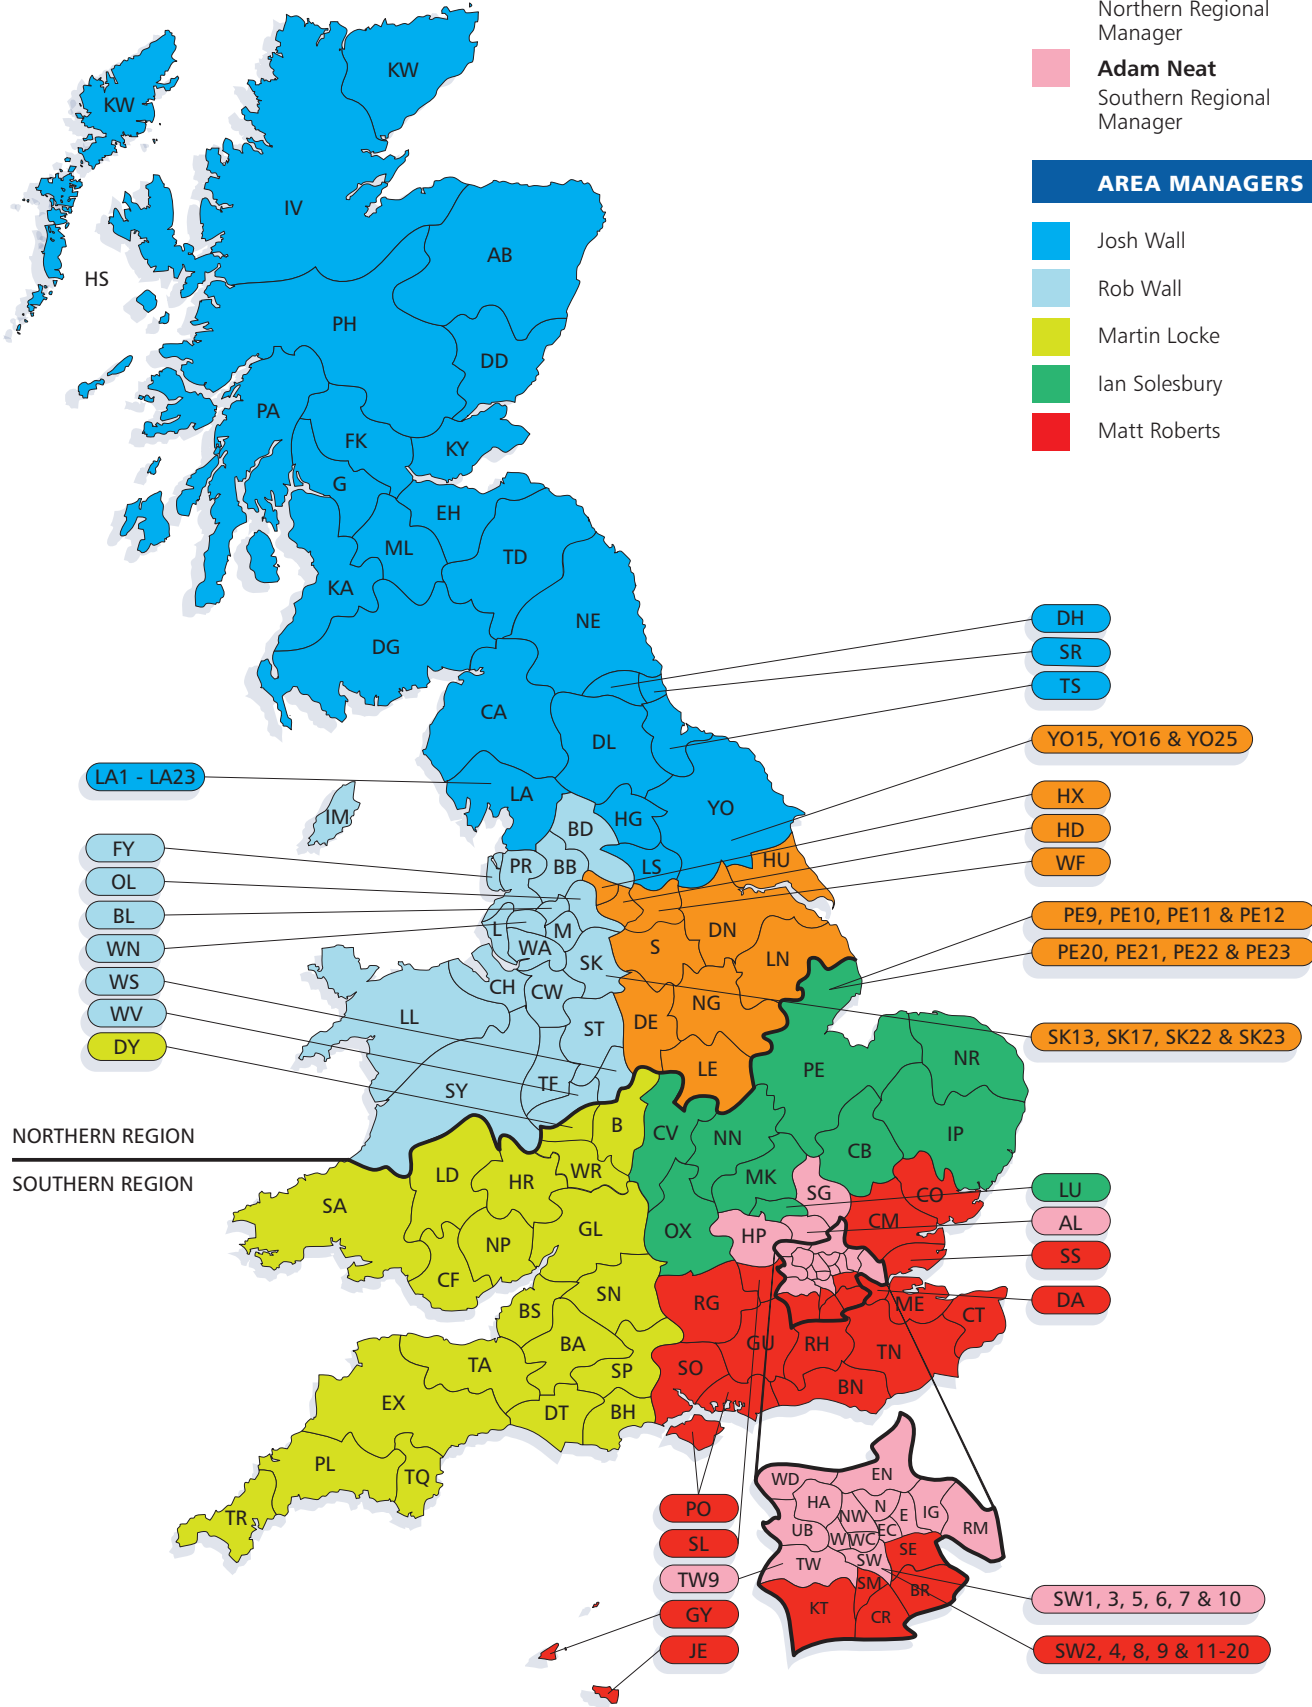 Northern Regional
Manager
Adam Neat
Southern Regional
Manager
AREA MANAGERS
Josh Wall
Rob Wall
Martin Locke
Ian Solesbury
Matt Roberts
KW
KW
IV
HS
AB
PH
DD
PA
FK
KY
G
EH
ML
TD
KA
NE
DG
DH
SR
TS
CA
DL
YO15, YO16 & YO25
LA1 - LA23
LA
HG
YO
HX
IM
BD
HD
FY
PR
BB
LS
HU
WF
OL
BL
L
M
DN
PE9, PE10, PE11 & PE12
WN
WA
SK
S
LN
PE20, PE21, PE22 & PE23
WS
CH
CW
NG
WV
LL
ST
DE
SK13, SK17, SK22 & SK23
DY
SY
TF
LE
PE
NR
NORTHERN REGION
B
CV
NN
CB
IP
SOUTHERN REGION
LD
HR
WR
MK
SG
CO
LU
SA
GL
OX
HP
CM
AL
NP
SS
CF
SN
RG
ME
DA
BS
BA
GU
RH
TN
CT
TA
SP
SO
BN
EX
DT
BH
PL
TQ
TR
WD
EN
HA
NW
N
E
IG
RM
UB
W
WC
EC
SE
TW
SW
SM
BR
KT
CR
PO
SL
TW9
GY
JE
SW1, 3, 5, 6, 7 & 10
SW2, 4, 8, 9 & 11-20